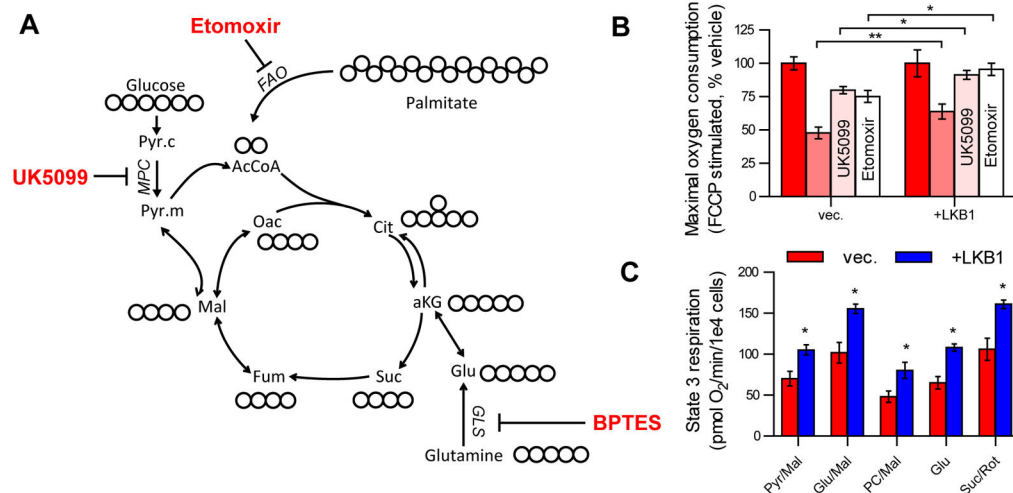 A
Etomoxir
FAO
Palmitate
Glucose
Pyr.c
UK5099
MPC
AcCoA
Pyr.m
Oac
Cit
Mal
aKG
Fum
Suc
Glu
GLS
BPTES
Glutamine
B
Maximal oxygen consumption
(FCCP stimulated, % vehicle)
125
100
75
50
25
0
**
*
*
UK5099
Etomoxir
UK5099
Etomoxir
vec.
+LKB1
C
vec.
+LKB1
State 3 respiration
(pmol O2/min/1e4 cells)
200
150
100
50
0
*
*
*
*
*
Pyr/Mal
Glu/Mal
PC/Mal
Glu
Suc/Rot